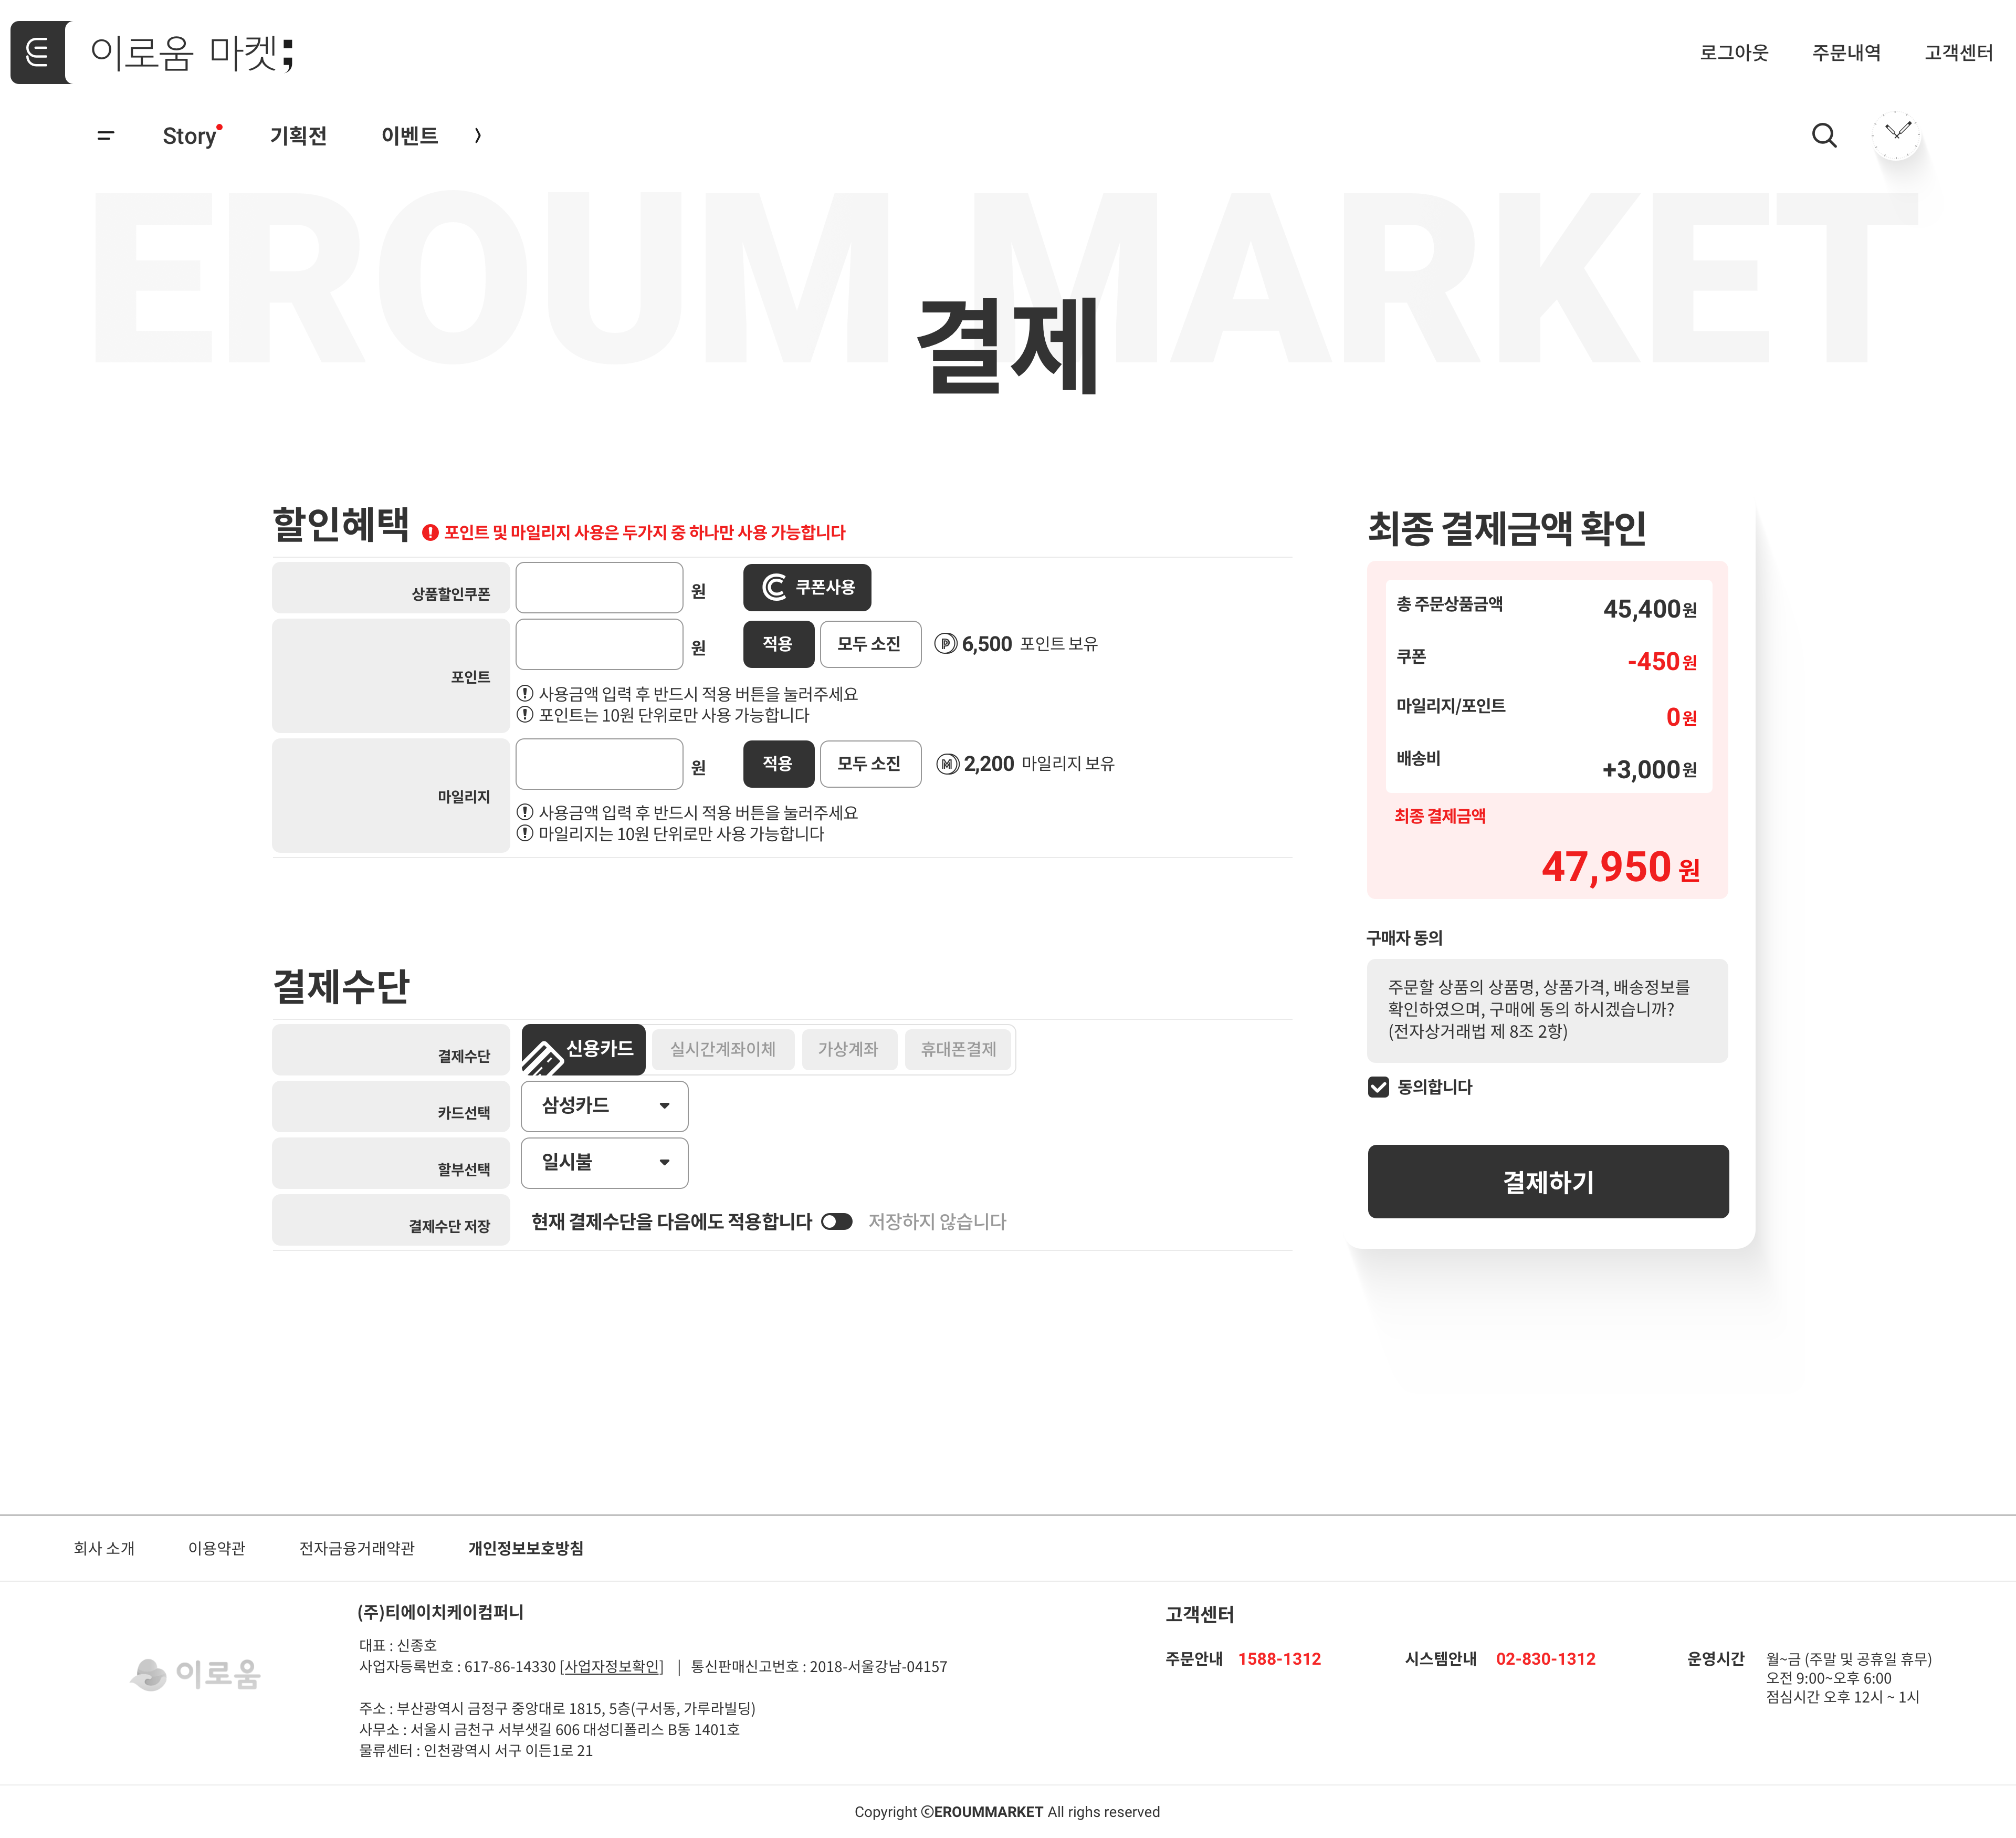 이로움 마켓;
로그아웃 주문내역 고객센터
Story 기획전 이벤트
EROUM MARKET
결제
할인혜택 포인트 및 마일리지 사용은 두가지 중 하나만 사용 가능합니다
상품할인쿠폰 원 쿠폰사용
포인트 원 적용 모두 소진 P 6,500 포인트 보유
사용금액 입력 후 반드시 적용 버튼을 눌러주세요
포인트는 10원 단위로만 사용 가능합니다
마일리지 원 적용 모두 소진 M 2,200 마일리지 보유
사용금액 입력 후 반드시 적용 버튼을 눌러주세요
마일리지는 10원 단위로만 사용 가능합니다
결제수단
결제수단 신용카드 실시간계좌이체 가상계좌 휴대폰결제
카드선택 삼성카드
할부선택 일시불
결제수단 저장 현재 결제수단을 다음에도 적용합니다 저장하지 않습니다
최종 결제금액 확인
총 주문상품금액 45,400원
쿠폰 -450원
마일리지/포인트 0원
배송비 +3,000원
최종 결제금액
47,950 원
구매자 동의
주문할 상품의 상품명, 상품가격, 배송정보를
확인하였으며, 구매에 동의 하시겠습니까?
(전자상거래법 제 8조 2항)
동의합니다
결제하기
회사 소개 이용약관 전자금융거래약관 개인정보보호방침
이로움
(주)티에이치케이컴퍼니
대표 : 신종호
사업자등록번호 : 617-86-14330 [사업자정보확인] | 통신판매신고번호 : 2018-서울강남-04157
주소 : 부산광역시 금정구 중앙대로 1815, 5층(구서동, 가루라빌딩)
사무소 : 서울시 금천구 서부샛길 606 대성디폴리스 B동 1401호
물류센터 : 인천광역시 서구 이든1로 21
고객센터
주문안내 1588-1312 시스템안내 02-830-1312 운영시간 월~금 (주말 및 공휴일 휴무)
오전 9:00~오후 6:00
점심시간 오후 12시 ~ 1시
Copyright ⓒEROUMMARKET All righs reserved